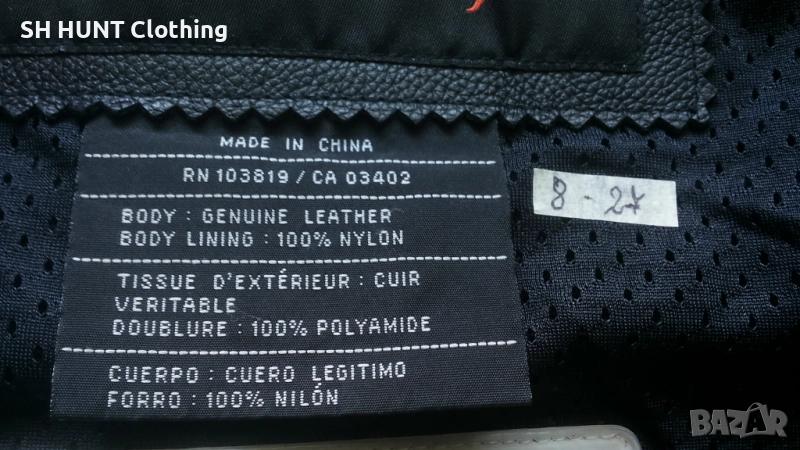 SH HUNT Clothing
MADE IN CHINA
RN 103819 / CA 03402
BODY : GENUINE LEATHER
BODY LINING : 100% NYLON
TISSUE D'EXTÉRIEUR : CUIR
VERITABLE
DOUBLURE : 100% POLYAMIDE
CUERPO : CUERO LEGITIMO
FORRO : 100% NILÓN
8 - 27
BAZAR